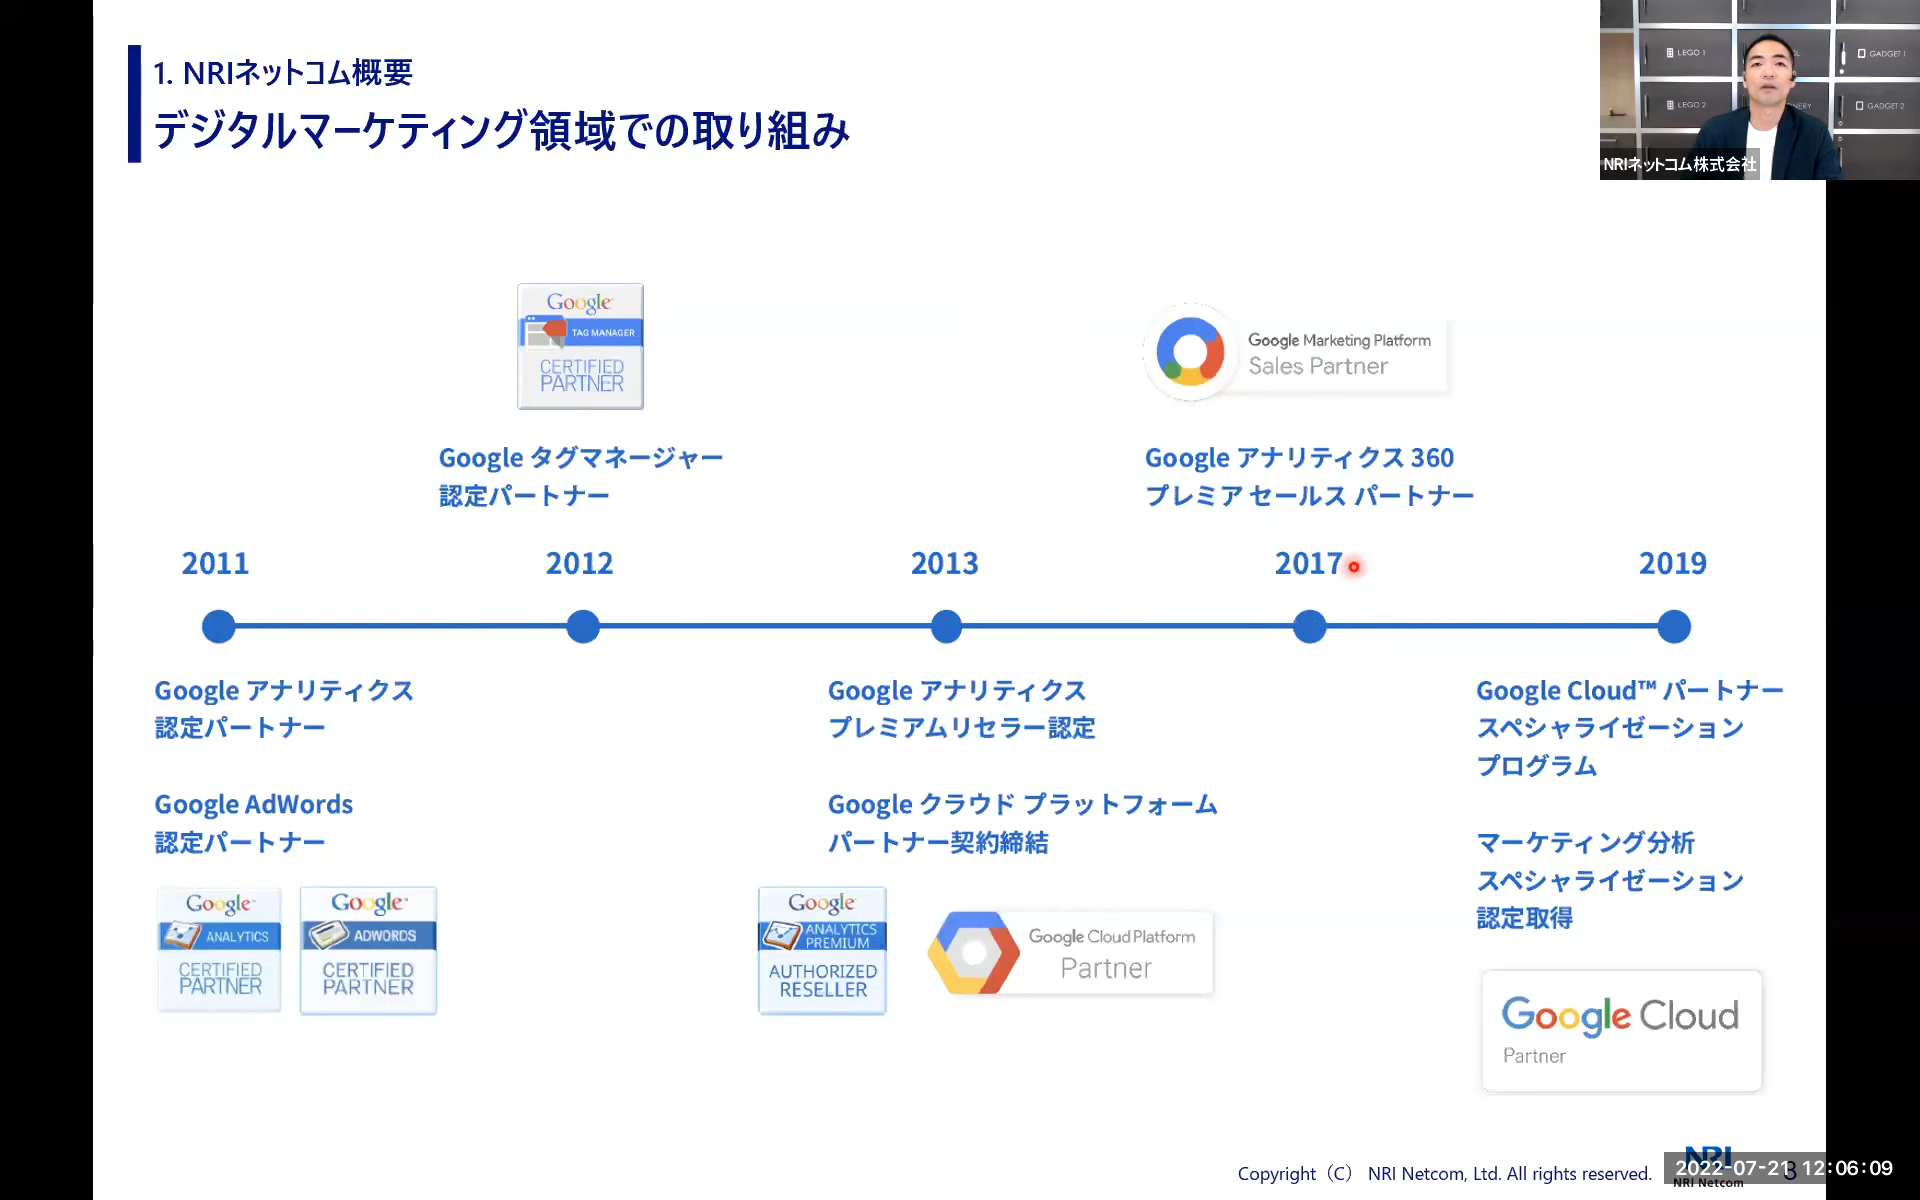 1. NRIネットコム概要
デジタルマーケティング領域での取り組み
LEGO 1
GADGET 1
LEGO 2
GADGET 2
NRIネットコム株式会社
Google
TAG MANAGER
CERTIFIED
PARTNER
Google Marketing Platform
Sales Partner
Google タグマネージャー
認定パートナー
Google アナリティクス 360
プレミア セールス パートナー
2011
2012
2013
2017
2019
Google アナリティクス
認定パートナー
Google AdWords
認定パートナー
Google アナリティクス
プレミアムリセラー認定
Google クラウド プラットフォーム
パートナー契約締結
Google Cloud™ パートナー
スペシャライゼーション
プログラム
マーケティング分析
スペシャライゼーション
認定取得
Google™
ANALYTICS
CERTIFIED
PARTNER
Google™
ADWORDS
CERTIFIED
PARTNER
Google
ANALYTICS
PREMIUM
AUTHORIZED
RESELLER
Google Cloud Platform
Partner
Google Cloud
Partner
Copyright（C） NRI Netcom, Ltd. All rights reserved.
NRI
NRI Netcom
3
2022-07-21 12:06:09